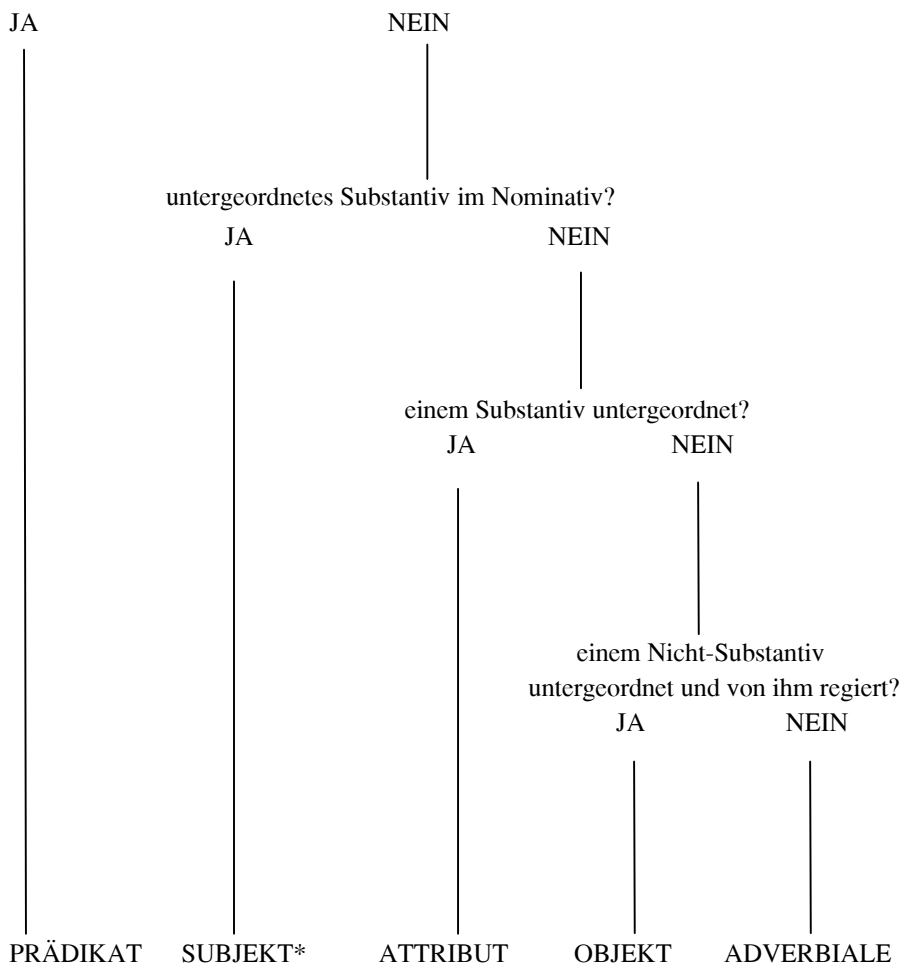 JA NEIN
untergeordnetes Substantiv im Nominativ?
JA NEIN
einem Substantiv untergeordnet?
JA NEIN
einem Nicht-Substantiv
untergeordnet und von ihm regiert?
JA NEIN
PRÄDIKAT SUBJEKT* ATTRIBUT OBJEKT ADVERBIALE